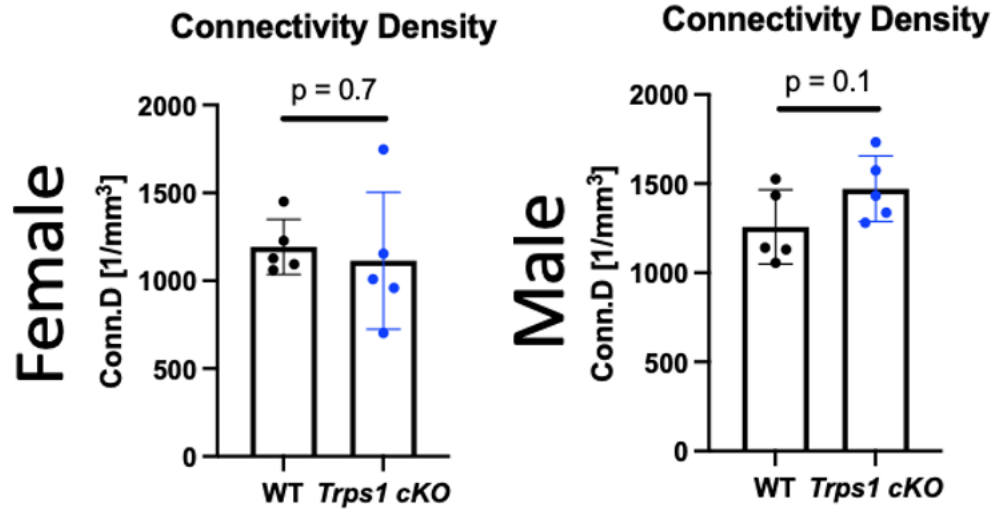 Connectivity Density
p = 0.7
Female
Conn.D [1/mm³]
2000
1500
1000
500
0
WT Trps1 cKO
Connectivity Density
p = 0.1
Male
Conn.D [1/mm³]
2000
1500
1000
500
0
WT Trps1 cKO